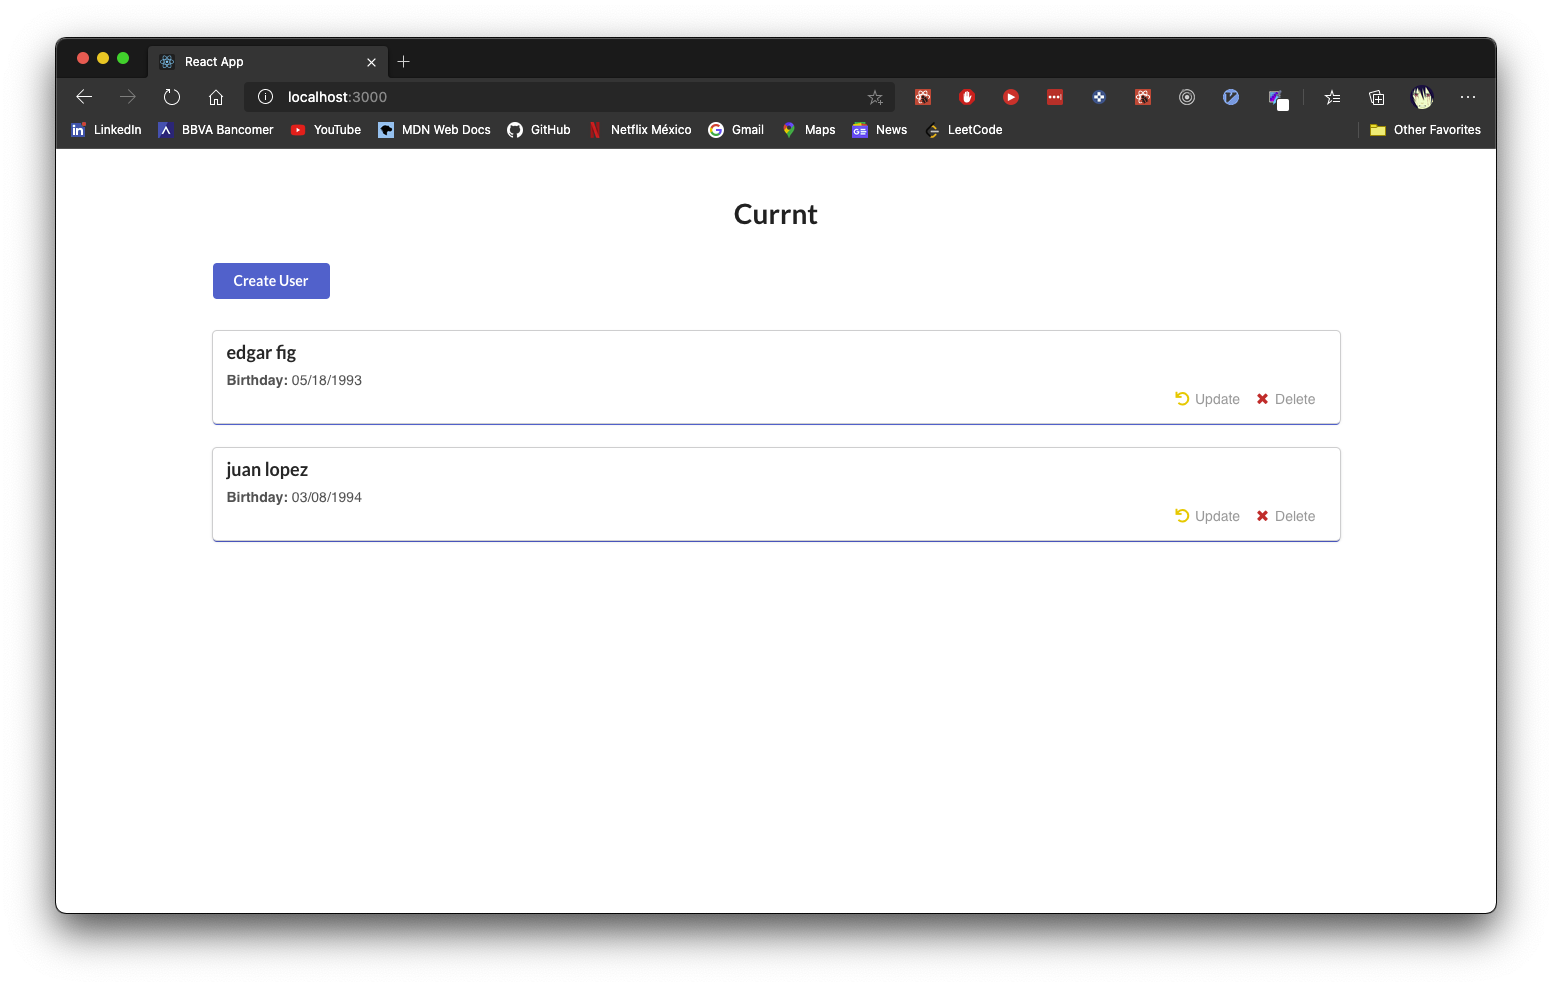 React App
localhost:3000
LinkedIn BBVA Bancomer YouTube MDN Web Docs GitHub Netflix México Gmail Maps News LeetCode Other Favorites
Currnt
Create User
edgar fig
Birthday: 05/18/1993
Update Delete
juan lopez
Birthday: 03/08/1994
Update Delete